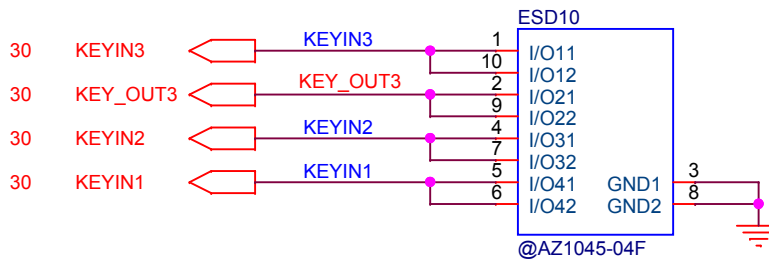 ESD10
30 KEYIN3 KEYIN3 1 I/O11
10 I/O12
30 KEY_OUT3 KEY_OUT3 2 I/O21
9 I/O22
30 KEYIN2 KEYIN2 4 I/O31
7 I/O32
30 KEYIN1 KEYIN1 5 I/O41 GND1 3
6 I/O42 GND2 8
@AZ1045-04F